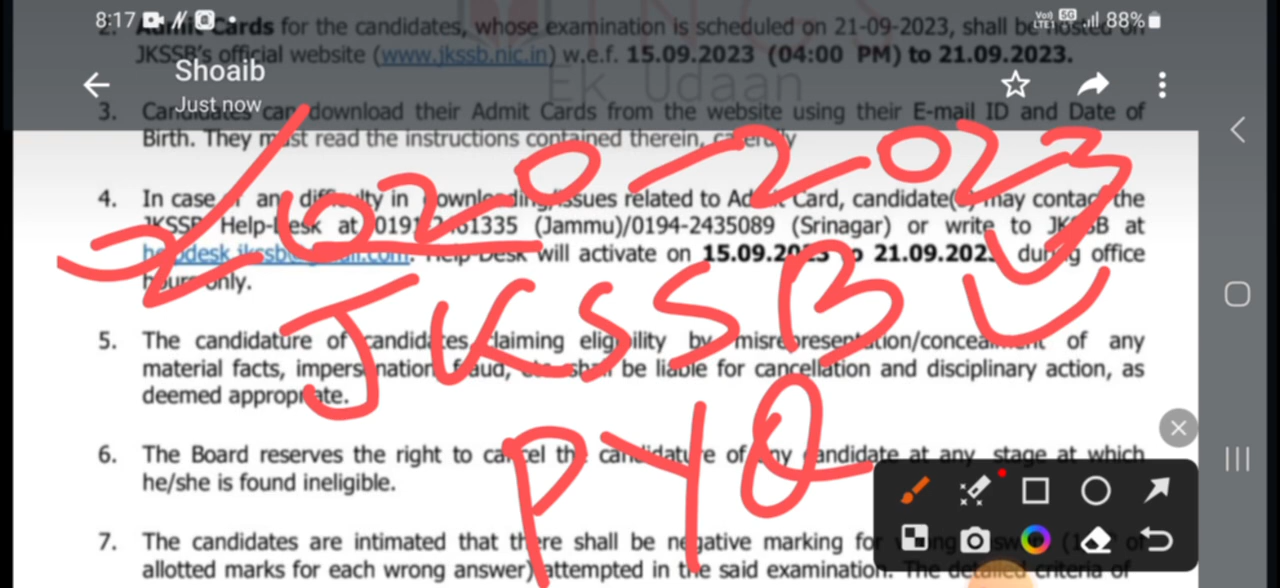 8:17
Vo)) LTE1 5G 88%
2. Admit Cards for the candidates, whose examination is scheduled on 21-09-2023, shall be hosted on
JKSSB's official website (www.jkssb.nic.in) w.e.f. 15.09.2023 (04:00 PM) to 21.09.2023.
Shoaib
Just now
Ek Udaan
3. Candidates can download their Admit Cards from the website using their E-mail ID and Date of
Birth. They must read the instructions contained therein, carefully
2020-2023
4. In case of any difficulty in downloading/issues related to Admit Card, candidate(s) may contact the
JKSSB Help-Desk at 0191 1335 (Jammu)/0194-2435089 (Srinagar) or write to JKSSB at
Help Desk will activate on 15.09.2023 to 21.09.2023 during office
hours only.
JKSSB
5. The candidature of candidates claiming eligibility by misrepresentation/concealment of any
material facts, impersonation, fraud, etc. shall be liable for cancellation and disciplinary action, as
deemed appropriate.
PYQ
6. The Board reserves the right to cancel the candidature of any candidate at any stage at which
he/she is found ineligible.
7. The candidates are intimated that there shall be negative marking for wrong answer of
allotted marks for each wrong answer) attempted in the said examination. The detailed criteria of